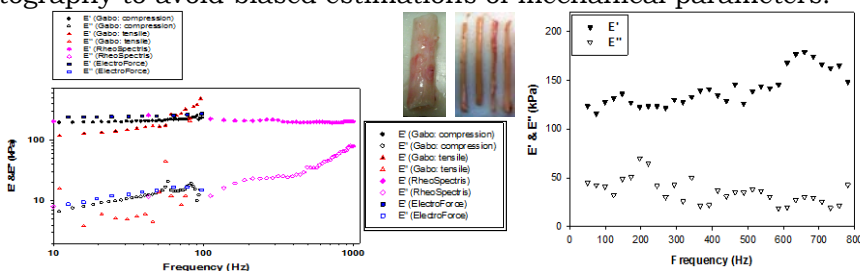 tography to avoid biased estimations of mechanical parameters.
E' (Gabo: compression)
E" (Gabo: compression)
E' (Gabo: tensile)
E" (Gabo: tensile)
E' (RheoSpectris)
E" (RheoSpectris)
E' (ElectroForce)
E" (ElectroForce)
E' & E" (kPa)
100
10
10
100
1000
Frequency (Hz)
E' (Gabo: compression)
E" (Gabo: compression)
E' (Gabo: tensile)
E" (Gabo: tensile)
E' (RheoSpectris)
E" (RheoSpectris)
E' (ElectroForce)
E" (ElectroForce)
E'
E"
E' & E" (kPa)
200
150
100
50
0
0 100 200 300 400 500 600 700 800
Frequency (Hz)